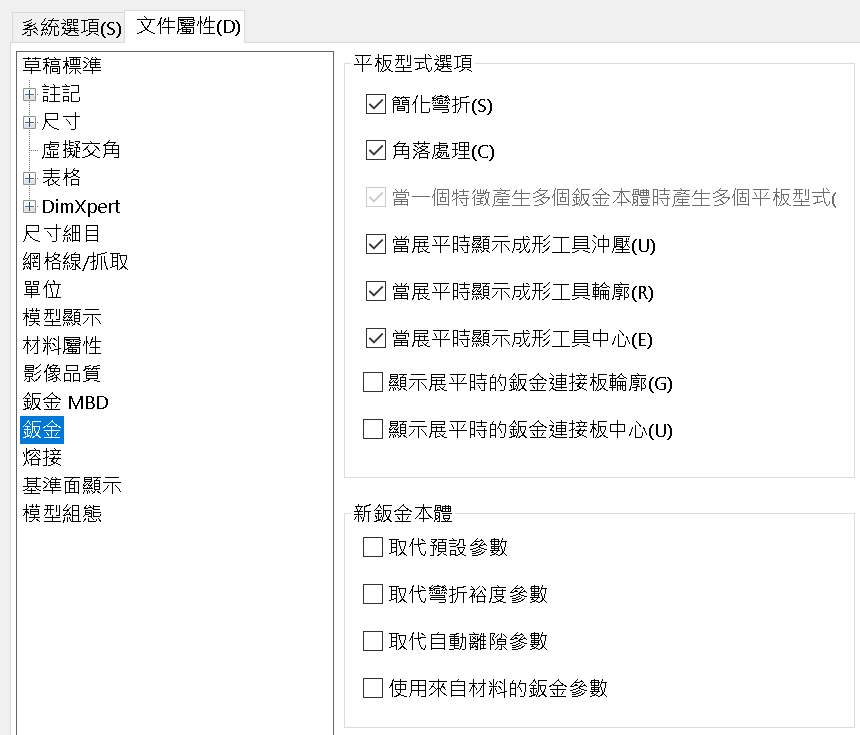 系統選項(S)
文件屬性(D)
草稿標準
註記
尺寸
虛擬交角
表格
DimXpert
尺寸細目
網格線/抓取
單位
模型顯示
材料屬性
影像品質
鈑金 MBD
鈑金
熔接
基準面顯示
模型組態
平板型式選項
簡化彎折(S)
角落處理(C)
當一個特徵產生多個鈑金本體時產生多個平板型式(
當展平時顯示成形工具沖壓(U)
當展平時顯示成形工具輪廓(R)
當展平時顯示成形工具中心(E)
顯示展平時的鈑金連接板輪廓(G)
顯示展平時的鈑金連接板中心(U)
新鈑金本體
取代預設參數
取代彎折裕度參數
取代自動離隙參數
使用來自材料的鈑金參數